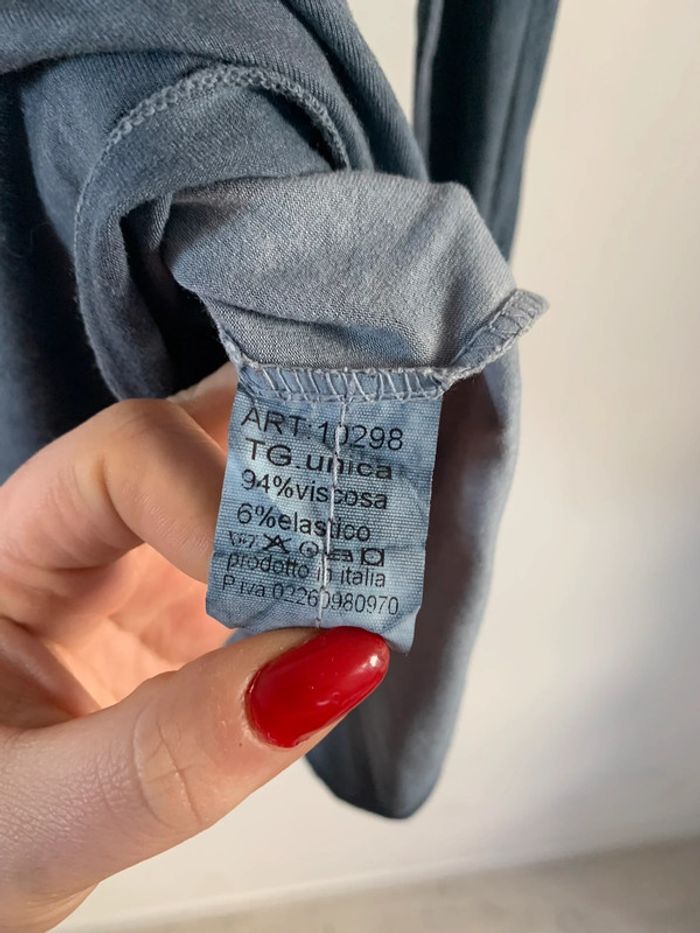 ART:10298
TG.unica
94%viscosa
6%elastico
prodotto in italia
P.iva 02260980970